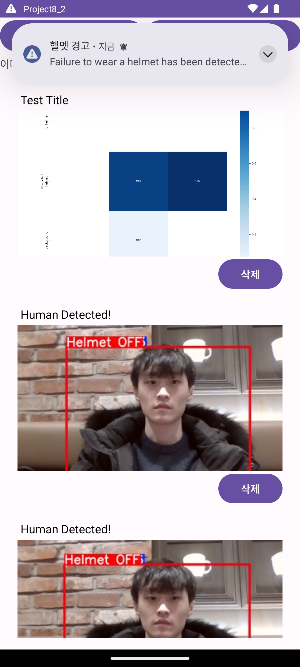 Project8_2
헬멧 경고 • 지금
Failure to wear a helmet has been detecte...
Test Title
삭제
Human Detected!
Helmet OFF
삭제
Human Detected!
Helmet OFF